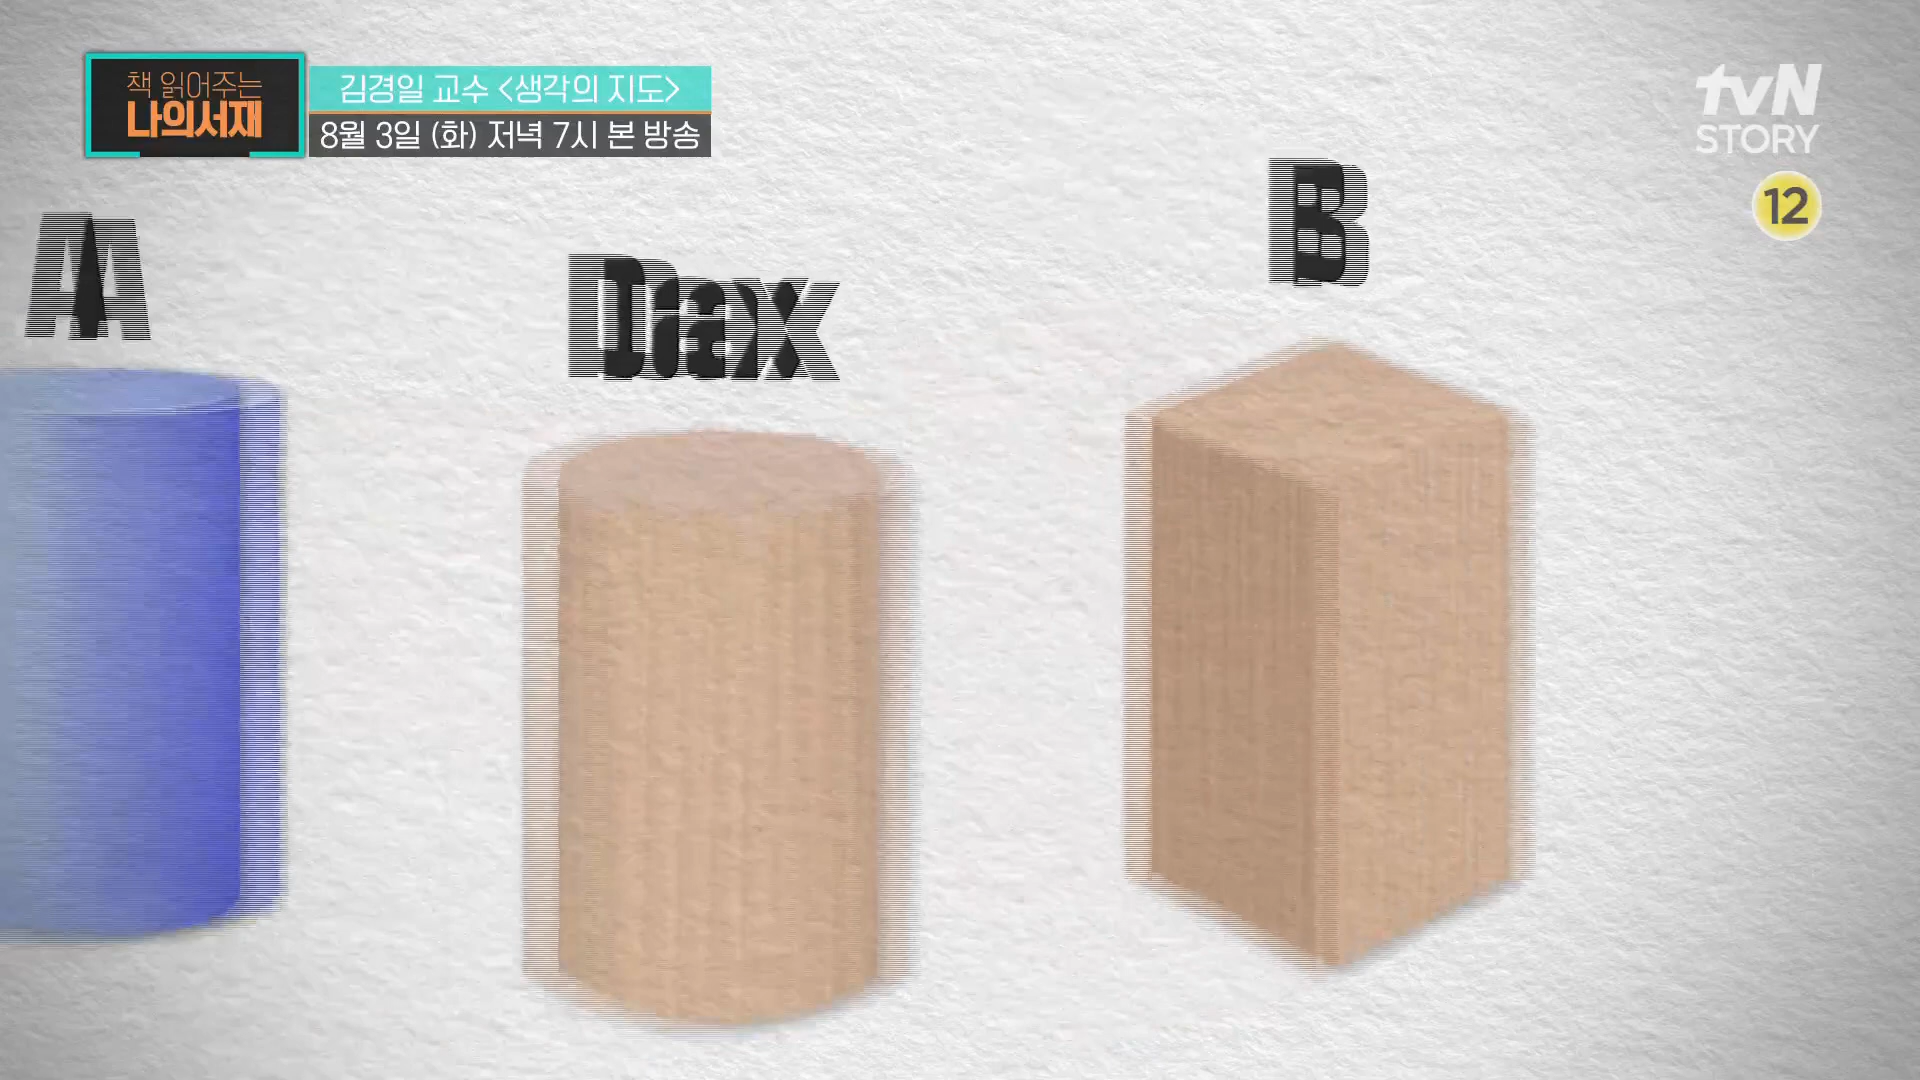 책 읽어주는
나의서재
김경일 교수 <생각의 지도>
8월 3일 (화) 저녁 7시 본 방송
tvN
STORY
12
A
Dax
B